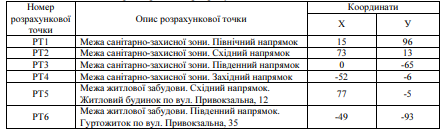 Номер розрахункової точки
Опис розрахункової точки
Координати
Х
У
РТ1 Межа санітарно-захисної зони. Північний напрямок 15 96
РТ2 Межа санітарно-захисної зони. Східний напрямок 73 13
РТ3 Межа санітарно-захисної зони. Південний напрямок 0 -65
РТ4 Межа санітарно-захисної зони. Західний напрямок -52 -6
РТ5 Межа житлової забудови. Східний напрямок.
Житловий будинок по вул. Привокзальна, 12 77 -5
РТ6 Межа житлової забудови. Південний напрямок.
Гуртожиток по вул. Привокзальна, 35 -49 -93